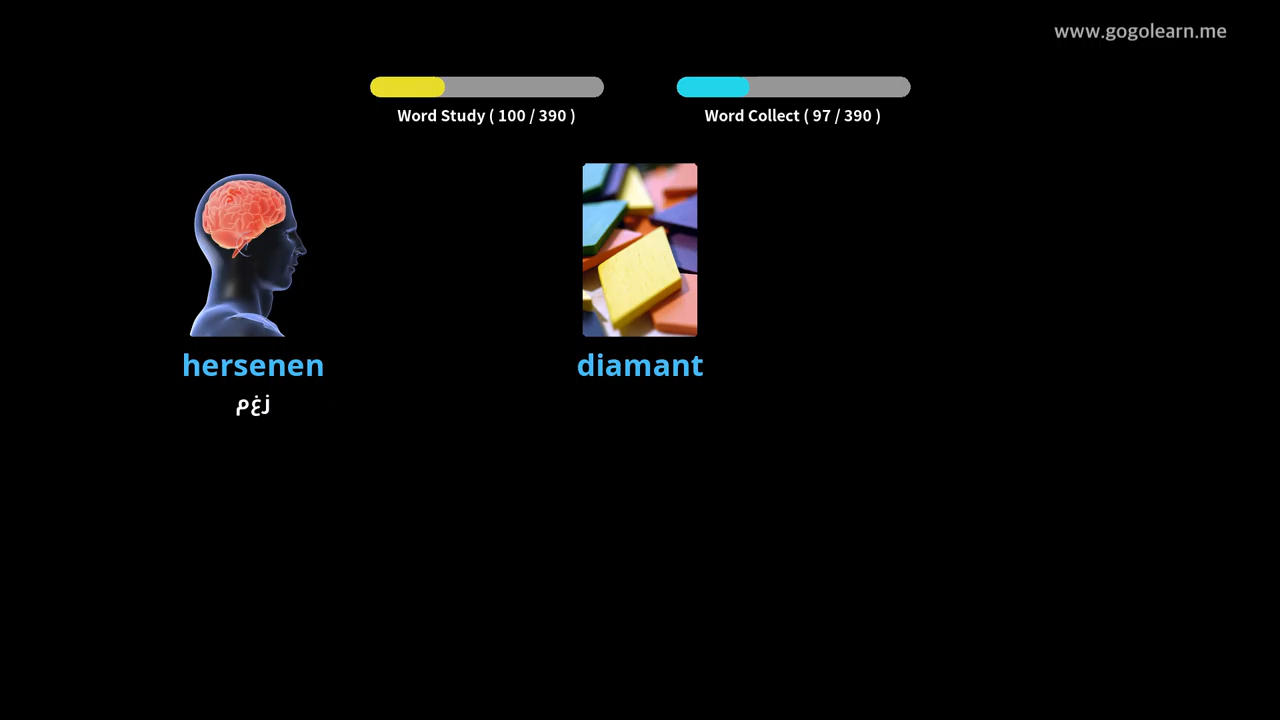 www.gogolearn.me
Word Study ( 100 / 390 )
Word Collect ( 97 / 390 )
hersenen
diamant
زغم